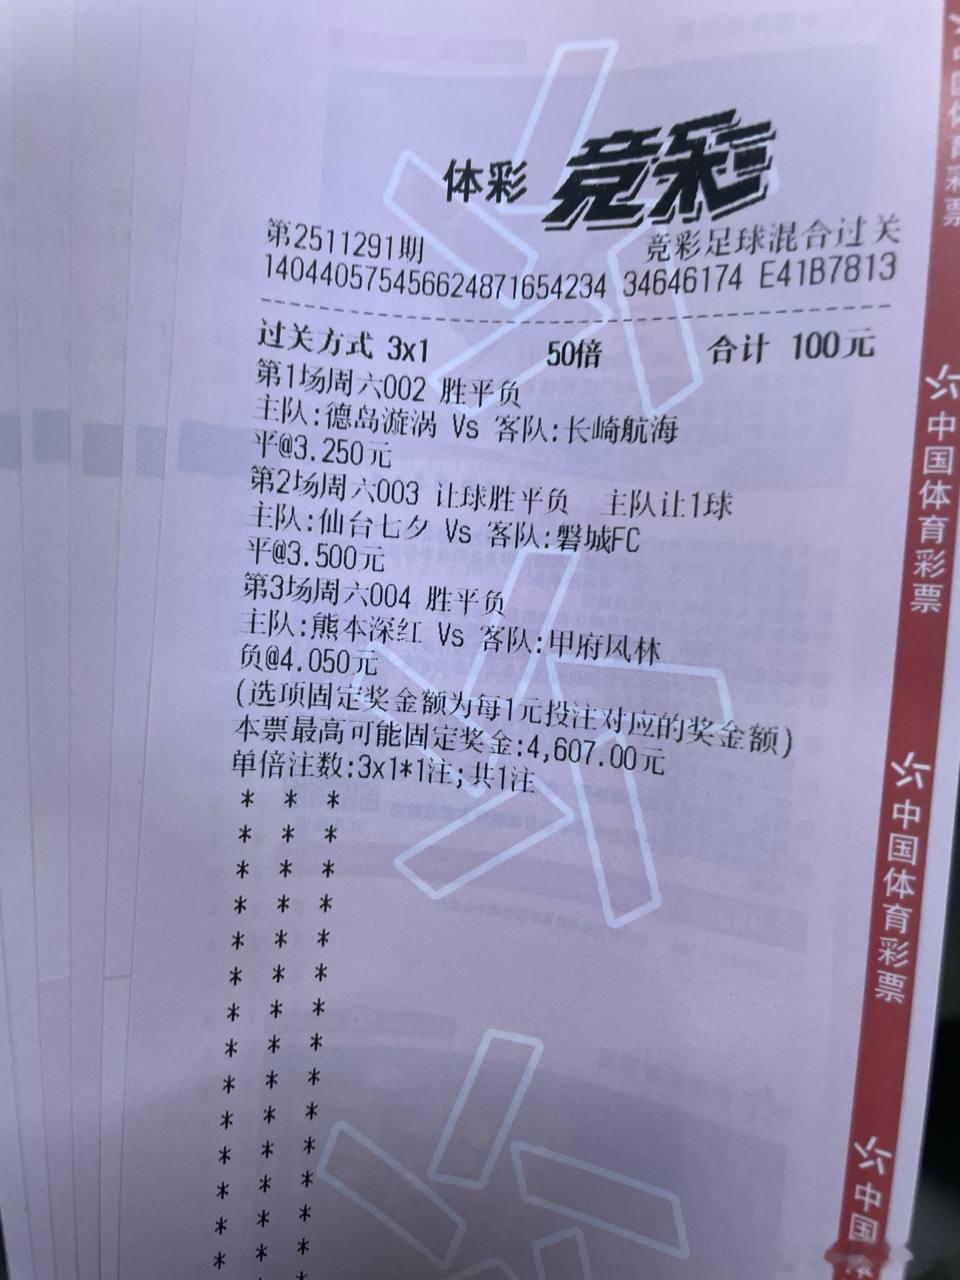 体彩 竞彩
第2511291期 竞彩足球混合过关
140440575456624871654234 34646174 E41B7813
过关方式 3x1 50倍 合计 100元
第1场周六002 胜平负
主队:德岛漩涡 Vs 客队:长崎航海
平@3.250元
第2场周六003 让球胜平负 主队让1球
主队:仙台七夕 Vs 客队:磐城FC
平@3.500元
第3场周六004 胜平负
主队:熊本深红 Vs 客队:甲府风林
负@4.050元
(选项固定奖金额为每1元投注对应的奖金额)
本票最高可能固定奖金:4,607.00元
单倍注数:3x1*1注;共1注
* * *
* * *
* * *
* * *
* * *
* * *
* * *
* * *
* * *
* * *
* * *
* * *
* * *
* * *
中国体育彩票
中国体育彩票
中国体育彩票
中国